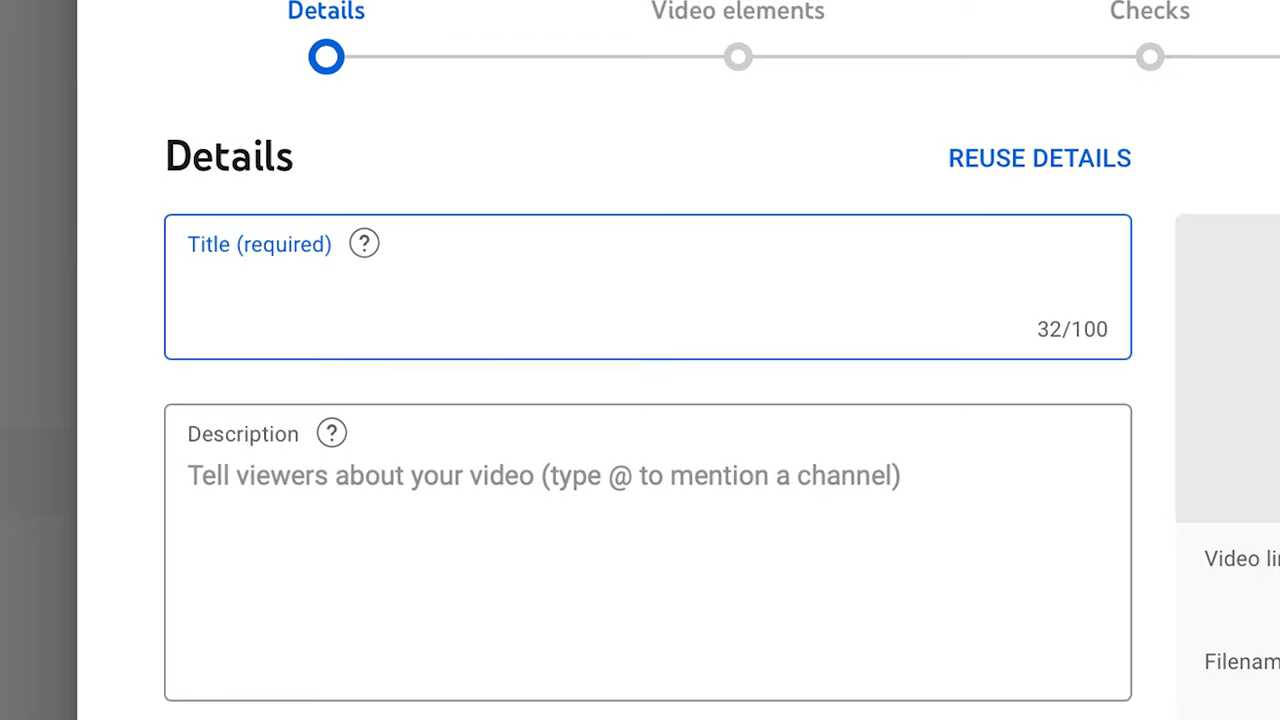 Details
Video elements
Checks
Details
REUSE DETAILS
Title (required) ?
32/100
Description ?
Tell viewers about your video (type @ to mention a channel)
Video li
Filenam